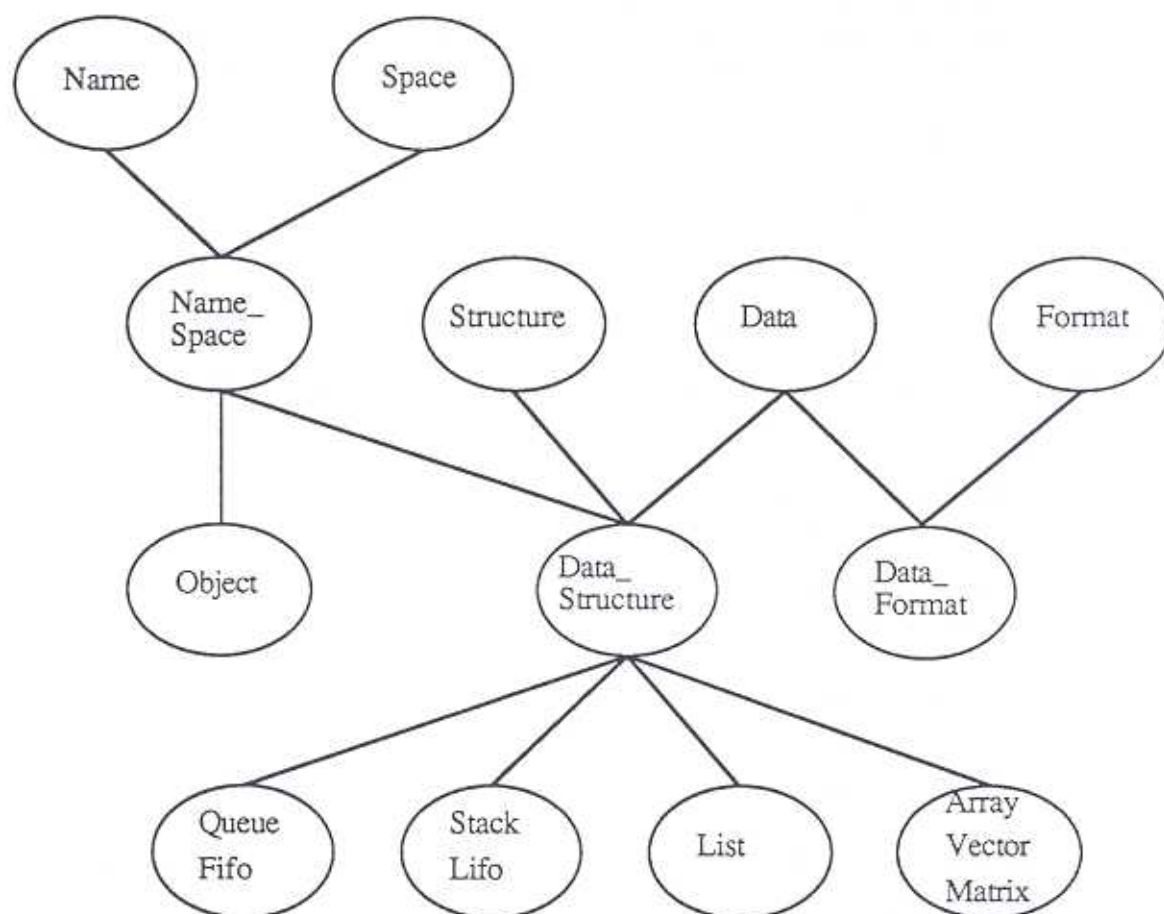 Name
Space
Name_
Space
Structure
Data
Format
Object
Data_
Structure
Data_
Format
Queue
Fifo
Stack
Lifo
List
Array
Vector
Matrix